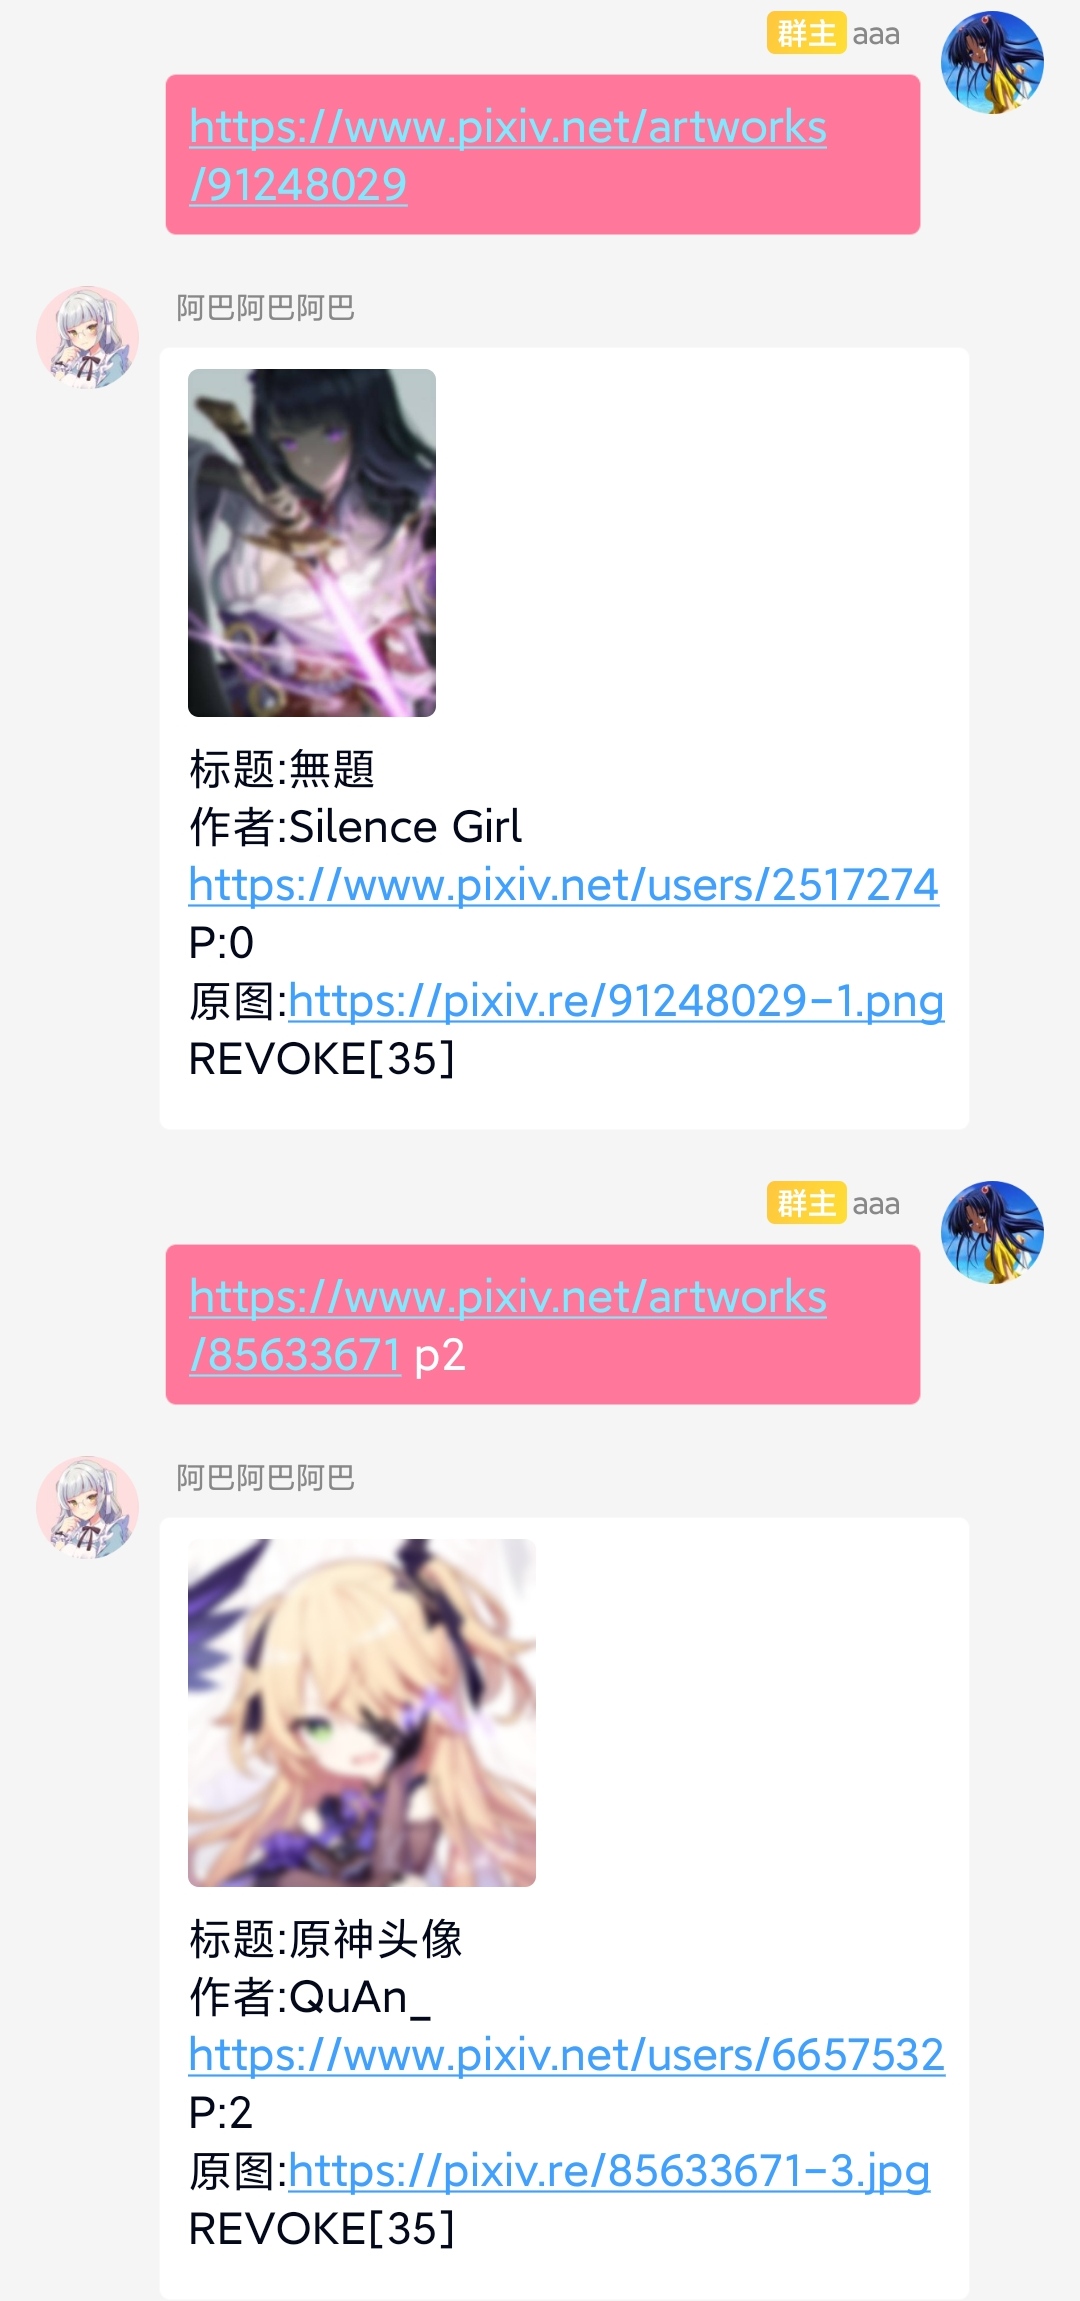 群主 aaa
https://www.pixiv.net/artworks
/91248029
阿巴阿巴阿巴
标题:無題
作者:Silence Girl
https://www.pixiv.net/users/2517274
P:0
原图:https://pixiv.re/91248029-1.png
REVOKE[35]
群主 aaa
https://www.pixiv.net/artworks
/85633671 p2
阿巴阿巴阿巴
标题:原神头像
作者:QuAn_
https://www.pixiv.net/users/6657532
P:2
原图:https://pixiv.re/85633671-3.jpg
REVOKE[35]